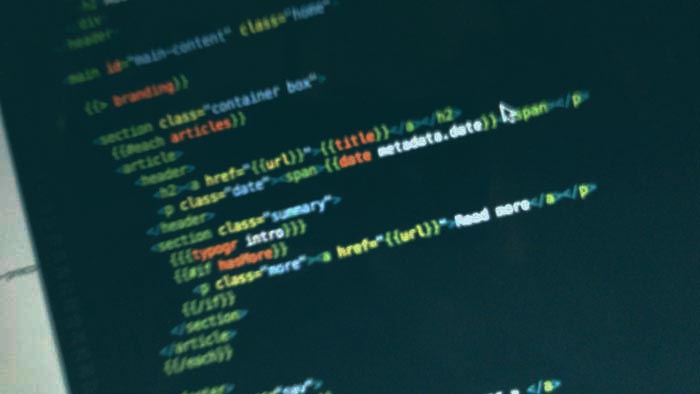 h2
div
header
<main id="main-content" class="home"
{{> branding}}
<section class="container box">
{{#each articles}}
<article>
<header>
<h2><a href="{{url}}">{{title}}</a></h2>
<p class="date"><span>{{date metadata.date}}</span></p>
</header>
<section class="summary">
{{{typogr intro}}}
{{#if hasMore}}
<p class="more"><a href="{{url}}">Read more</a></p>
{{/if}}
</section>
</article>
{{/each}}
</a>